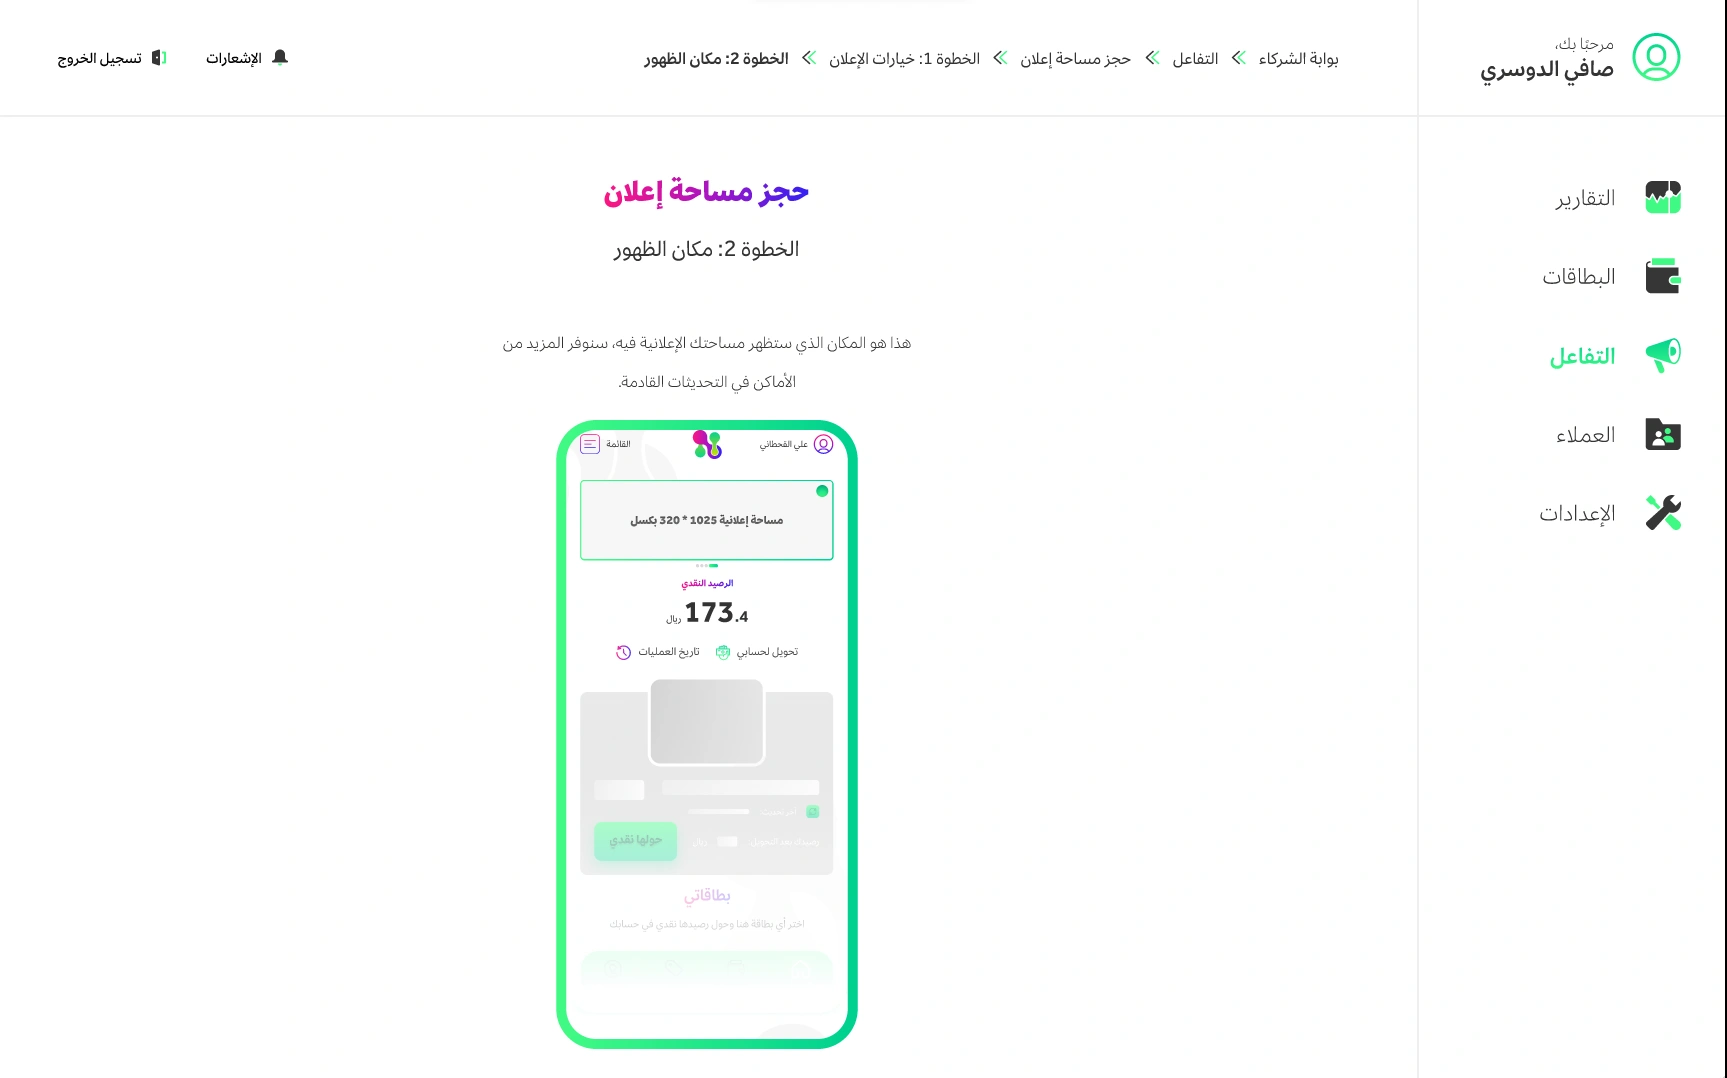 مرحبًا بك،
صافي الدوسري
بوابة الشركاء
التفاعل
حجز مساحة إعلان
الخطوة 1: خيارات الإعلان
الخطوة 2: مكان الظهور
الإشعارات
تسجيل الخروج
التقارير
البطاقات
التفاعل
العملاء
الإعدادات
حجز مساحة إعلان
الخطوة 2: مكان الظهور
هذا هو المكان الذي ستظهر مساحتك الإعلانية فيه، سنوفر المزيد من
الأماكن في التحديثات القادمة.
علي القحطاني
القائمة
مساحة إعلانية 1025 * 320 بكسل
الرصيد النقدي
173.4 ريال
تحويل لحسابي
تاريخ العمليات
رصيدك بعد التحويل:
ريال
حولها نقدي
بطاقاتي
اختر أي بطاقة هنا وحول رصيدها نقدي في حسابك